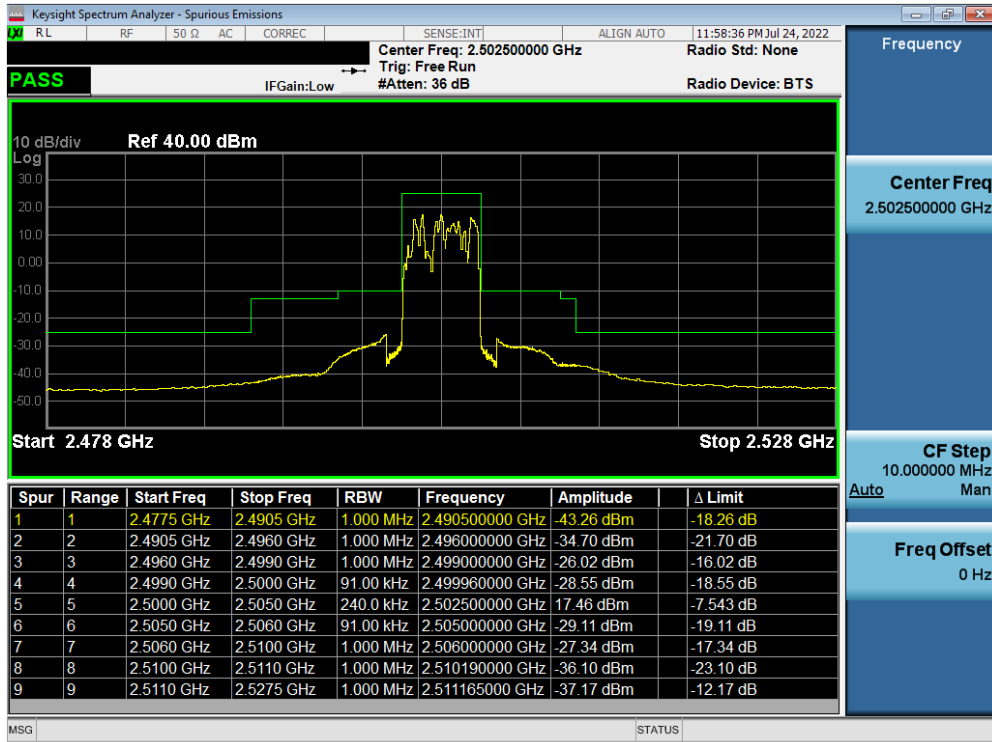 Keysight Spectrum Analyzer - Spurious Emissions
LXI RL RF 50 Ω AC CORREC SENSE:INT ALIGN AUTO 11:58:36 PM Jul 24, 2022
Center Freq: 2.502500000 GHz Radio Std: None
Trig: Free Run
PASS IFGain:Low #Atten: 36 dB Radio Device: BTS
10 dB/div Ref 40.00 dBm
Log
30.0
20.0
10.0
0.00
-10.0
-20.0
-30.0
-40.0
-50.0
Start 2.478 GHz Stop 2.528 GHz
Spur Range Start Freq Stop Freq RBW Frequency Amplitude Δ Limit
1 1 2.4775 GHz 2.4905 GHz 1.000 MHz 2.490500000 GHz -43.26 dBm -18.26 dB
2 2 2.4905 GHz 2.4960 GHz 1.000 MHz 2.496000000 GHz -34.70 dBm -21.70 dB
3 3 2.4960 GHz 2.4990 GHz 1.000 MHz 2.499000000 GHz -26.02 dBm -16.02 dB
4 4 2.4990 GHz 2.5000 GHz 91.00 kHz 2.499960000 GHz -28.55 dBm -18.55 dB
5 5 2.5000 GHz 2.5050 GHz 240.0 kHz 2.502500000 GHz 17.46 dBm -7.543 dB
6 6 2.5050 GHz 2.5060 GHz 91.00 kHz 2.505000000 GHz -29.11 dBm -19.11 dB
7 7 2.5060 GHz 2.5100 GHz 1.000 MHz 2.506000000 GHz -27.34 dBm -17.34 dB
8 8 2.5100 GHz 2.5110 GHz 1.000 MHz 2.510190000 GHz -36.10 dBm -23.10 dB
9 9 2.5110 GHz 2.5275 GHz 1.000 MHz 2.511165000 GHz -37.17 dBm -12.17 dB
MSG STATUS
Frequency
Center Freq
2.502500000 GHz
CF Step
10.000000 MHz
Auto Man
Freq Offset
0 Hz